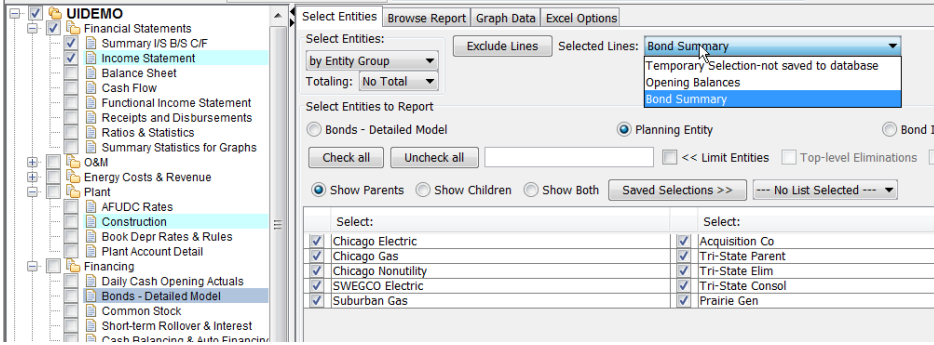 UIDEMO
Financial Statements
Summary I/S B/S C/F
Income Statement
Balance Sheet
Cash Flow
Functional Income Statement
Receipts and Disbursements
Ratios & Statistics
Summary Statistics for Graphs
O&M
Energy Costs & Revenue
Plant
AFUDC Rates
Construction
Book Depr Rates & Rules
Plant Account Detail
Financing
Daily Cash Opening Actuals
Bonds - Detailed Model
Common Stock
Short-term Rollover & Interest
Cash Balancing & Auto Financing
Select Entities Browse Report Graph Data Excel Options
Select Entities:
Exclude Lines Selected Lines: Bond Summary
by Entity Group
Temporary Selection-not saved to database
Totaling: No Total
Opening Balances
Bond Summary
Select Entities to Report
Bonds - Detailed Model Planning Entity Bond
Check all Uncheck all << Limit Entities Top-level Eliminations
Show Parents Show Children Show Both Saved Selections >> --- No List Selected ---
Select: Select:
Chicago Electric Acquisition Co
Chicago Gas Tri-State Parent
Chicago Nonutility Tri-State Elim
SWEGCO Electric Tri-State Consol
Suburban Gas Prairie Gen